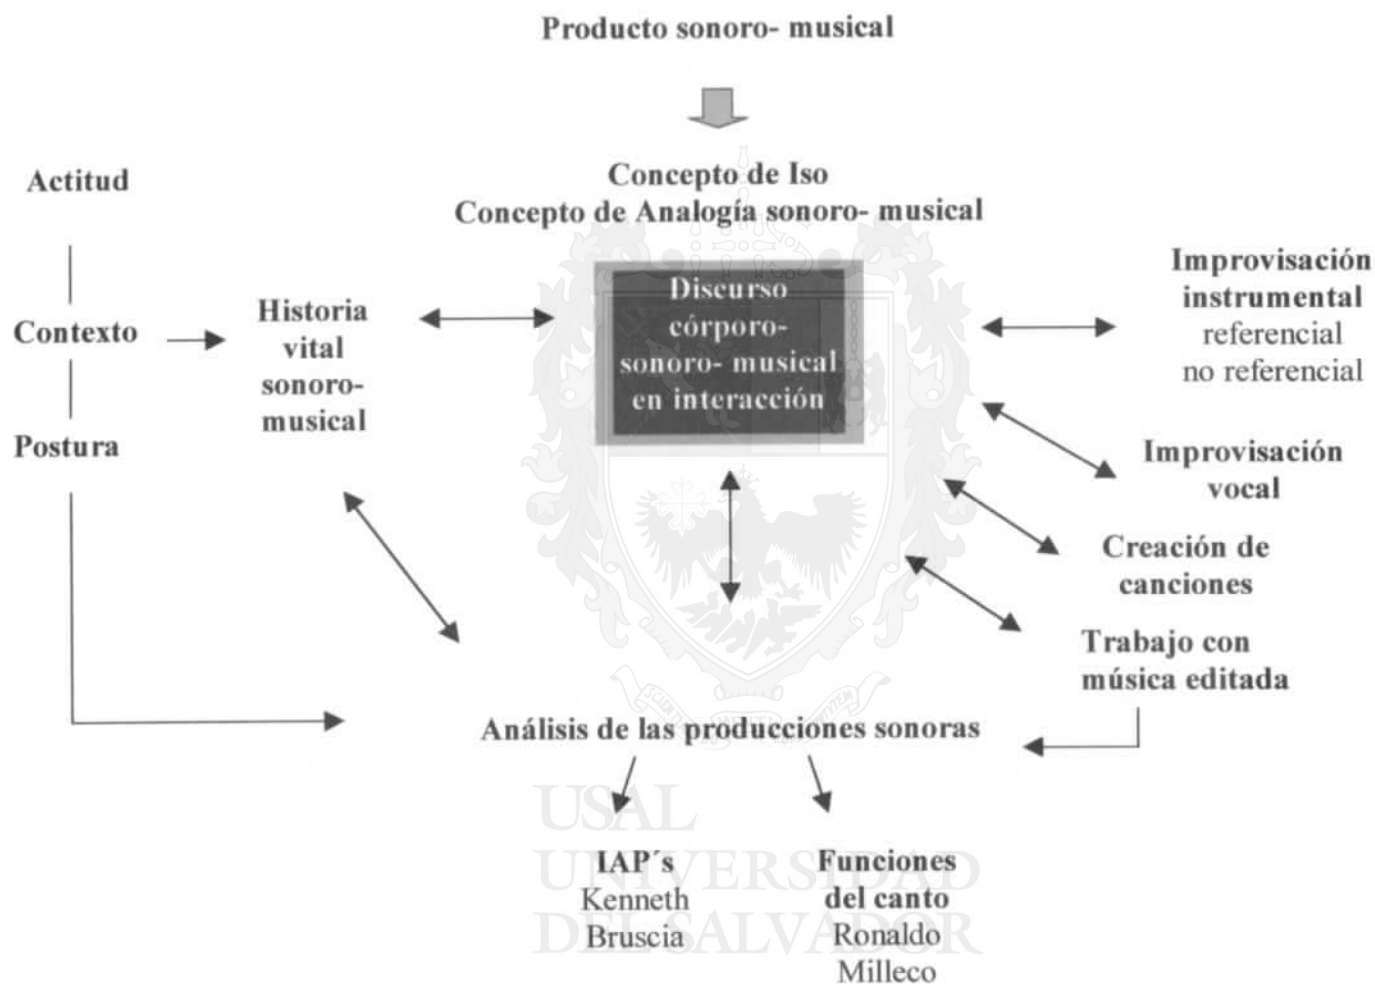 Producto sonoro- musical
Concepto de Iso
Concepto de Analogía sonoro- musical
Actitud
Contexto
Postura
Historia
vital
sonoro-
musical
Discurso
córporo-
sonoro- musical
en interacción
Improvisación
instrumental
referencial
no referencial
Improvisación
vocal
Creación de
canciones
Trabajo con
música editada
Análisis de las producciones sonoras
IAP´s
Kenneth
Bruscia
Funciones
del canto
Ronaldo
Milleco
USAL
UNIVERSIDAD
DEL SALVADOR